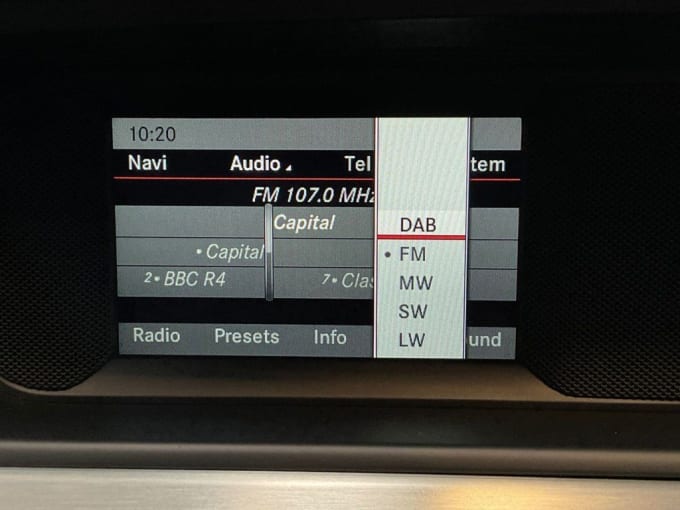 10:20
Navi Audio Tel tem
FM 107.0 MHz
Capital
DAB
• Capital
• FM
MW
2• BBC R4 7• Clas
SW
Radio Presets Info und
LW